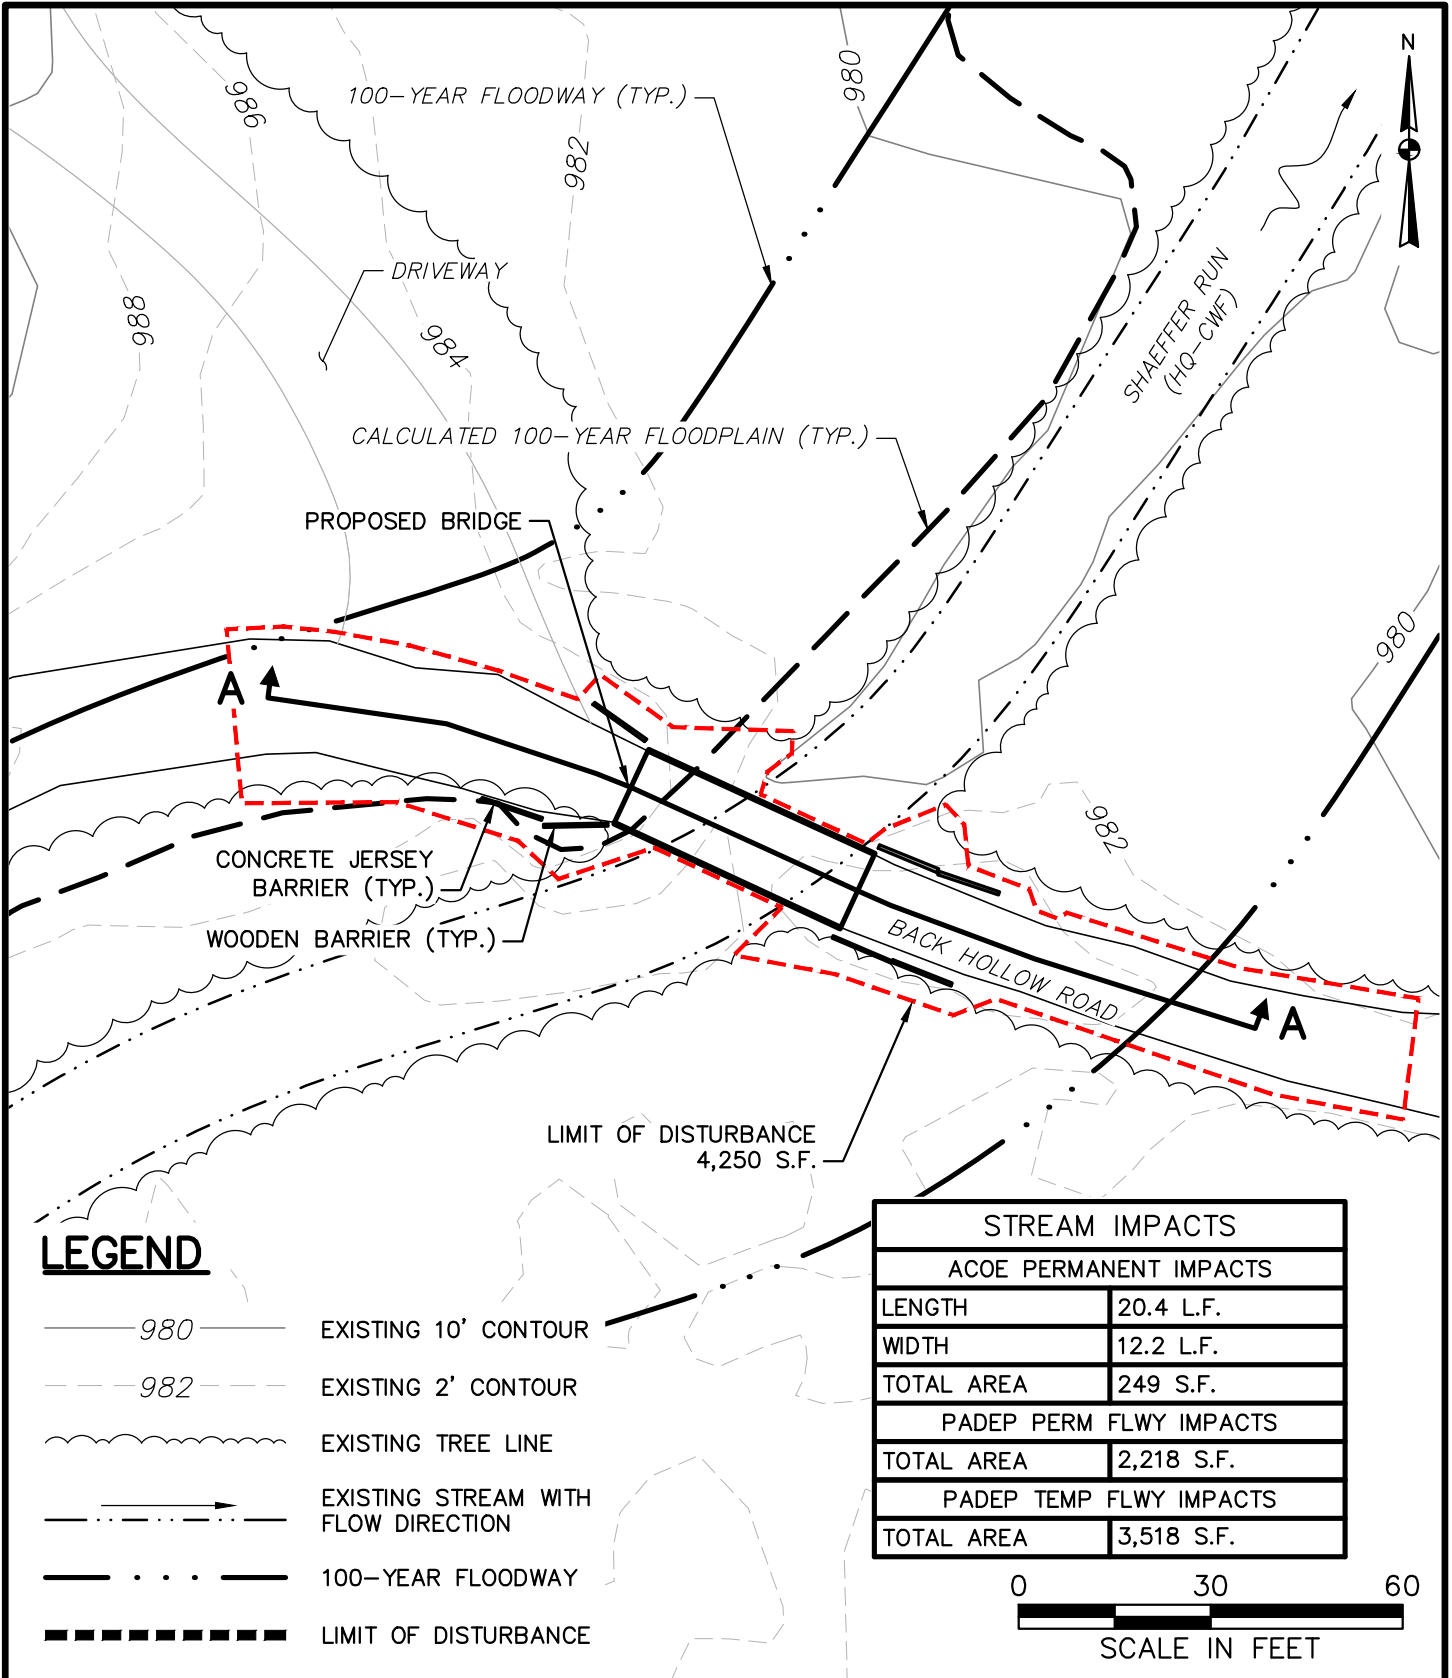 N
980
986
100-YEAR FLOODWAY (TYP.)
982
DRIVEWAY
SHAEFFER RUN
(HQ-CWF)
988
984
CALCULATED 100-YEAR FLOODPLAIN (TYP.)
PROPOSED BRIDGE
980
A
982
CONCRETE JERSEY
BARRIER (TYP.)
WOODEN BARRIER (TYP.)
BACK HOLLOW ROAD
A
LIMIT OF DISTURBANCE
4,250 S.F.
LEGEND
980 EXISTING 10' CONTOUR
982 EXISTING 2' CONTOUR
EXISTING TREE LINE
EXISTING STREAM WITH
FLOW DIRECTION
100-YEAR FLOODWAY
LIMIT OF DISTURBANCE
STREAM IMPACTS
ACOE PERMANENT IMPACTS
LENGTH 20.4 L.F.
WIDTH 12.2 L.F.
TOTAL AREA 249 S.F.
PADEP PERM FLWY IMPACTS
TOTAL AREA 2,218 S.F.
PADEP TEMP FLWY IMPACTS
TOTAL AREA 3,518 S.F.
0 30 60
SCALE IN FEET